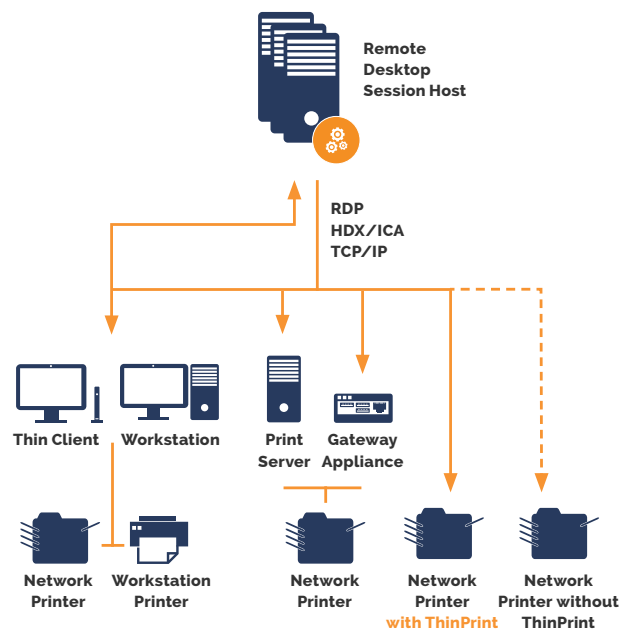 Remote
Desktop
Session Host
RDP
HDX/ICA
TCP/IP
Thin Client
Workstation
Print
Server
Gateway
Appliance
Network
Printer
Workstation
Printer
Network
Printer
Network
Printer
with ThinPrint
Network
Printer without
ThinPrint